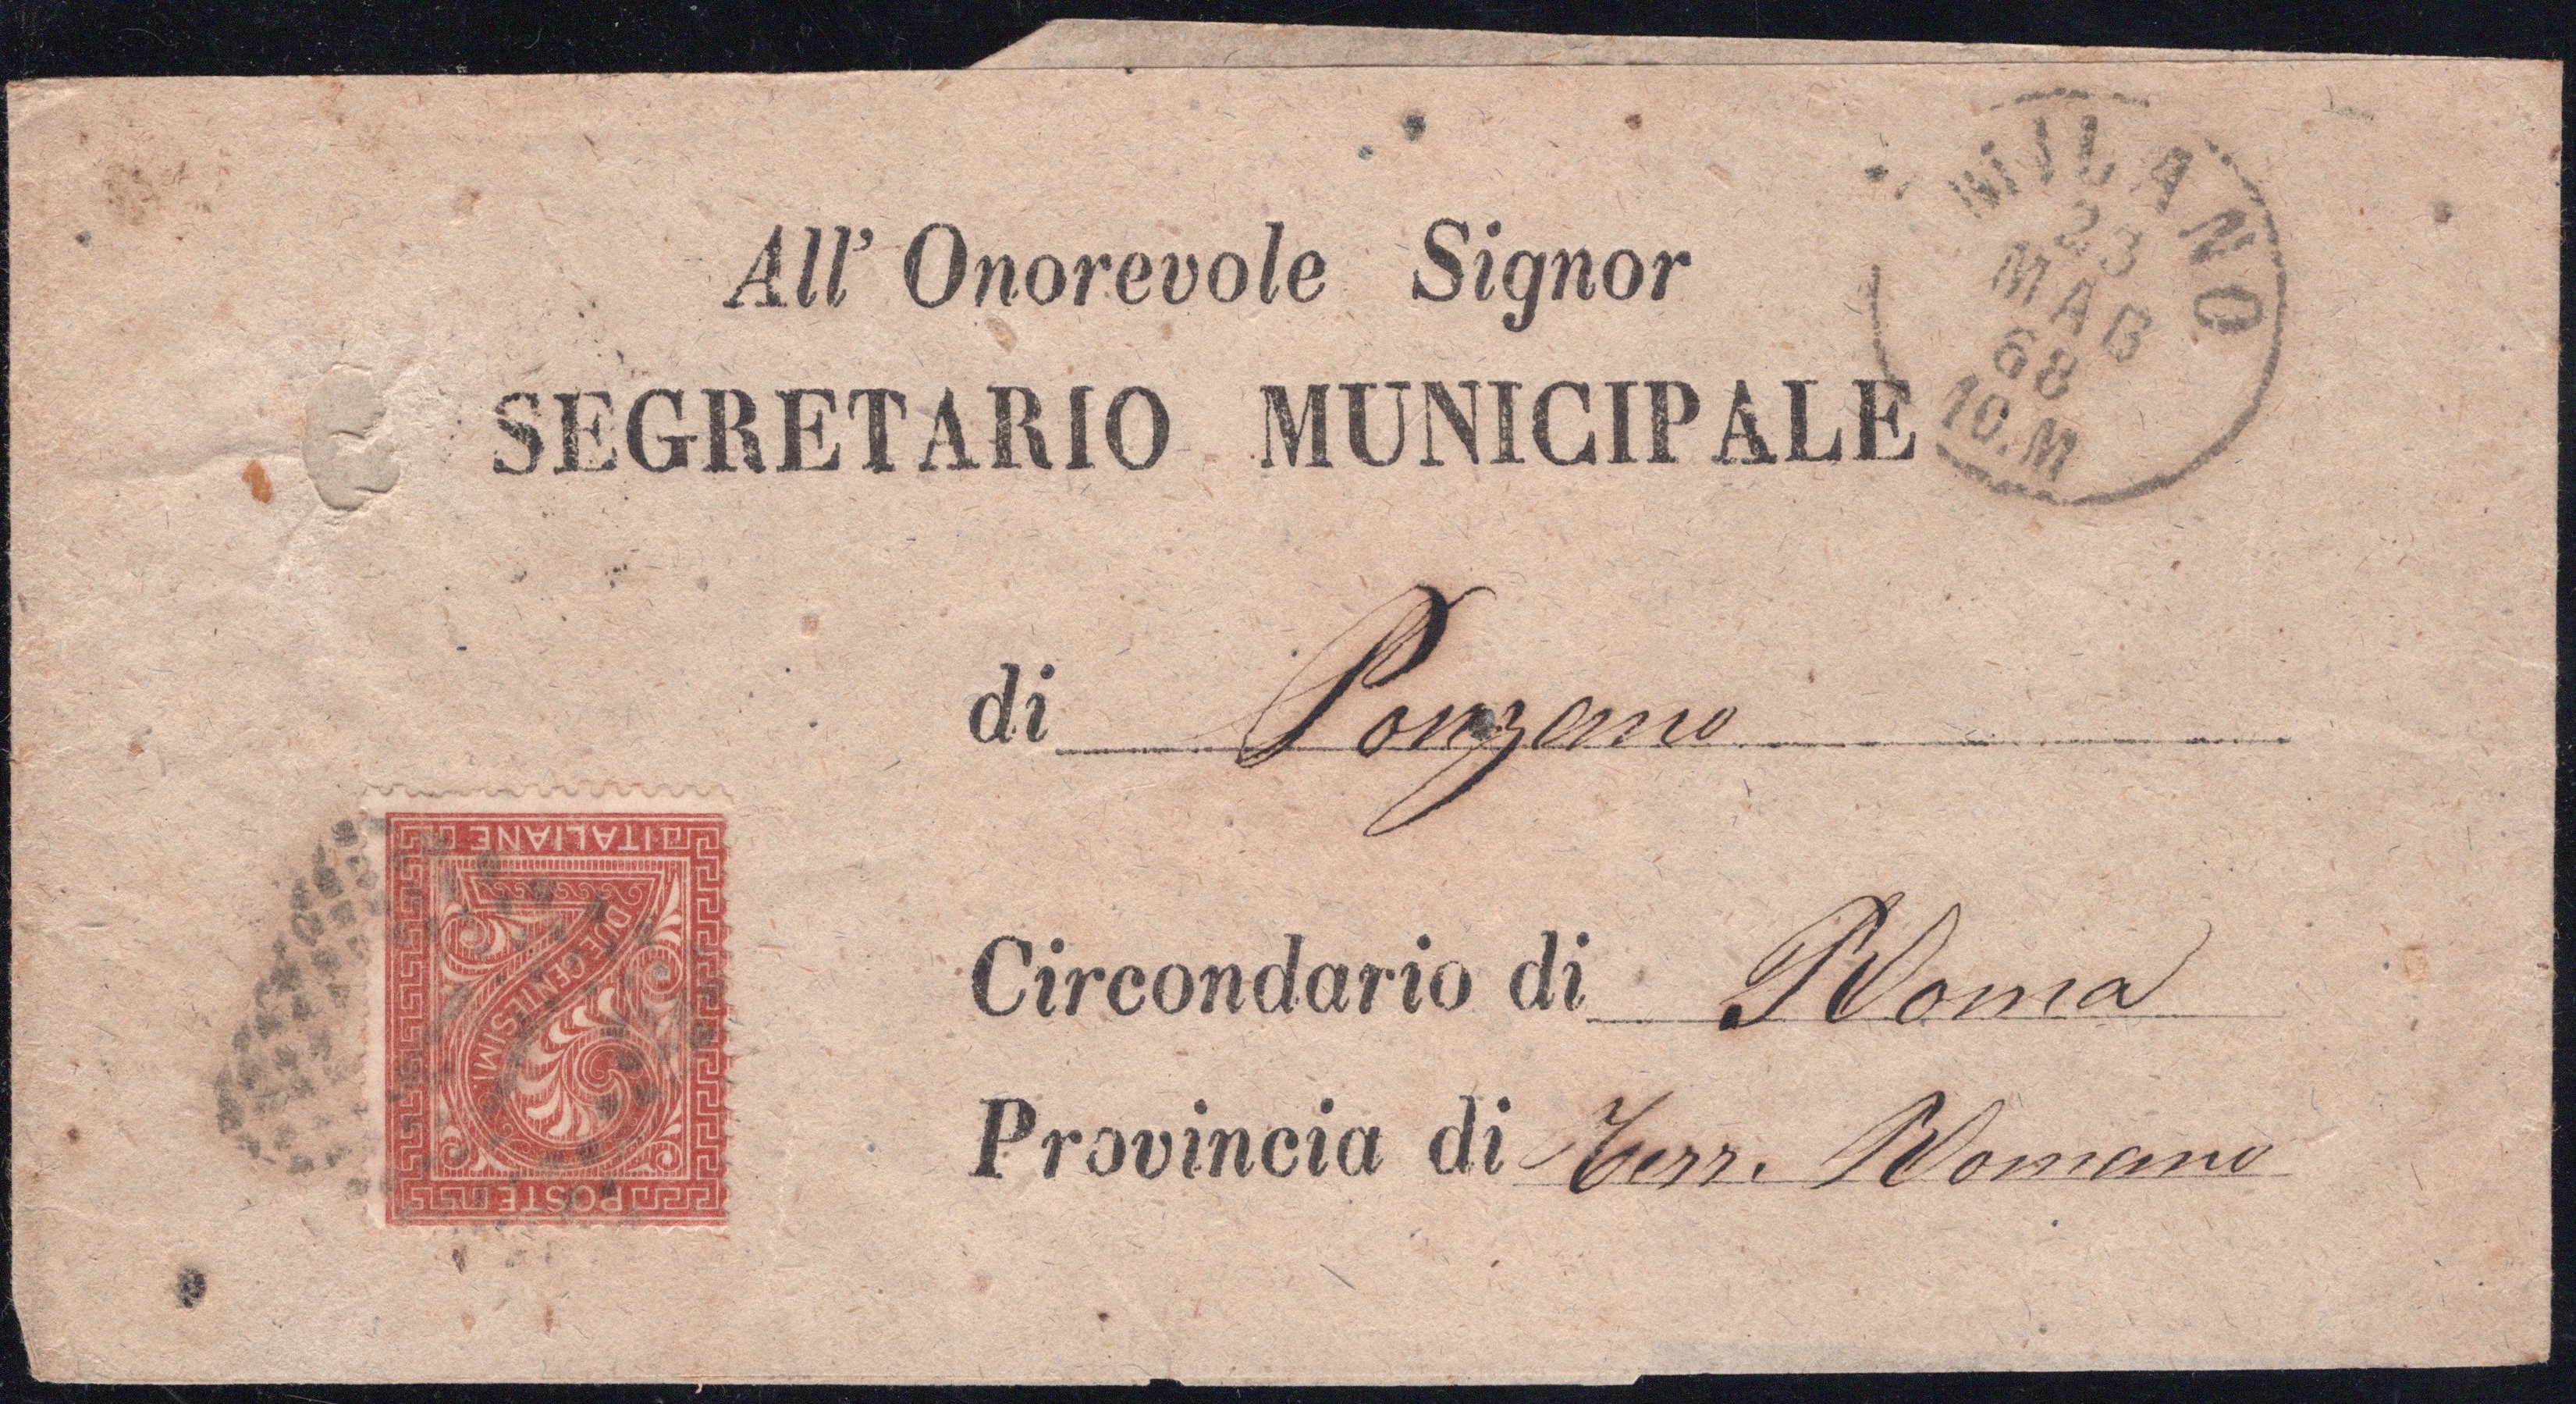 MILANO
23
MAG
68
10.M
All' Onorevole Signor
SEGRETARIO MUNICIPALE
di Ponzano
Circondario di Roma
Provincia di Terr. Romano
POSTE
DUE CENTESIMI
ITALIANE
2